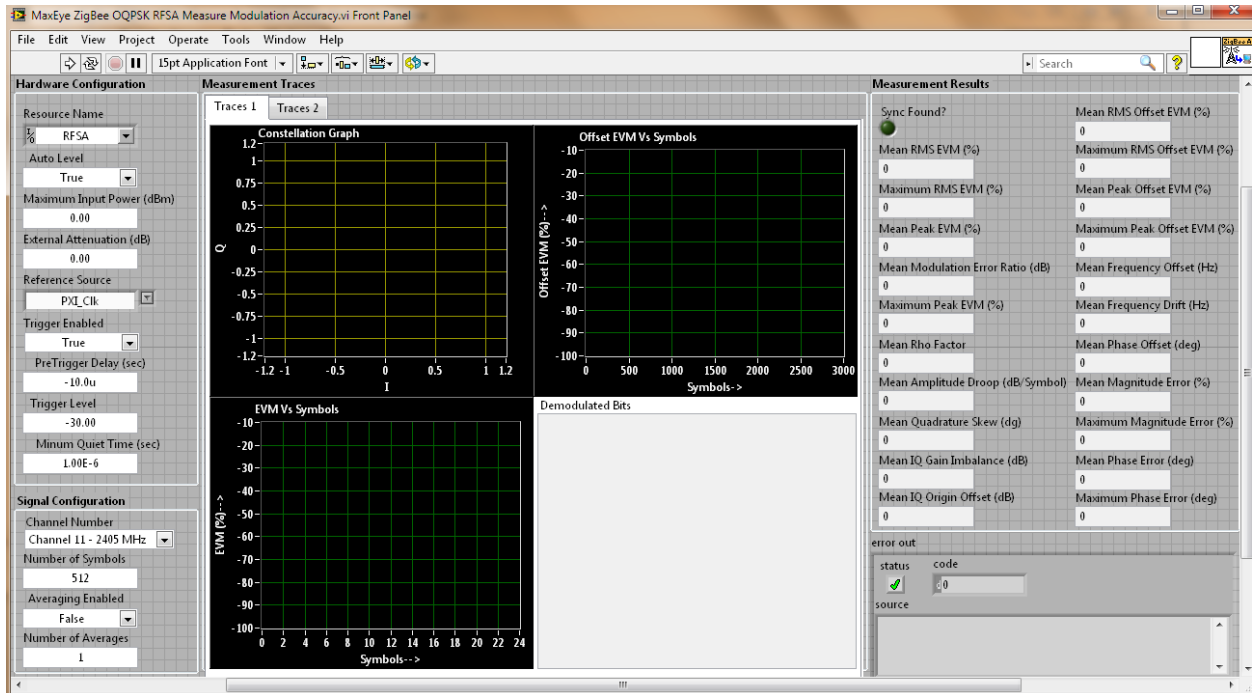 MaxEye ZigBee OQPSK RFSA Measure Modulation Accuracy.vi Front Panel
File Edit View Project Operate Tools Window Help
15pt Application Font
Search
ZigBee A
Hardware Configuration
Resource Name
RFSA
Auto Level
True
Maximum Input Power (dBm)
0.00
External Attenuation (dB)
0.00
Reference Source
PXI_Clk
Trigger Enabled
True
PreTrigger Delay (sec)
-10.0u
Trigger Level
-30.00
Minum Quiet Time (sec)
1.00E-6
Signal Configuration
Channel Number
Channel 11 - 2405 MHz
Number of Symbols
512
Averaging Enabled
False
Number of Averages
1
Measurement Traces
Traces 1 Traces 2
Constellation Graph
1.2
1
0.75
0.5
0.25
0
-0.25
-0.5
-0.75
-1
-1.2
Q
-1.2 -1 -0.5 0 0.5 1 1.2
I
Offset EVM Vs Symbols
-10
-20
-30
-40
-50
-60
-70
-80
-90
-100
Offset EVM (%)-->
0 500 1000 1500 2000 2500 3000
Symbols->
EVM Vs Symbols
-10
-20
-30
-40
-50
-60
-70
-80
-90
-100
EVM (%)-->
0 2 4 6 8 10 12 14 16 18 20 22 24
Symbols-->
Demodulated Bits
Measurement Results
Sync Found?
Mean RMS EVM (%)
0
Maximum RMS EVM (%)
0
Mean Peak EVM (%)
0
Mean Modulation Error Ratio (dB)
0
Maximum Peak EVM (%)
0
Mean Rho Factor
0
Mean Amplitude Droop (dB/Symbol)
0
Mean Quadrature Skew (dg)
0
Mean IQ Gain Imbalance (dB)
0
Mean IQ Origin Offset (dB)
0
Mean RMS Offset EVM (%)
0
Maximum RMS Offset EVM (%)
0
Mean Peak Offset EVM (%)
0
Maximum Peak Offset EVM (%)
0
Mean Frequency Offset (Hz)
0
Mean Frequency Drift (Hz)
0
Mean Phase Offset (deg)
0
Mean Magnitude Error (%)
0
Maximum Magnitude Error (%)
0
Mean Phase Error (deg)
0
Maximum Phase Error (deg)
0
error out
status code
0
source